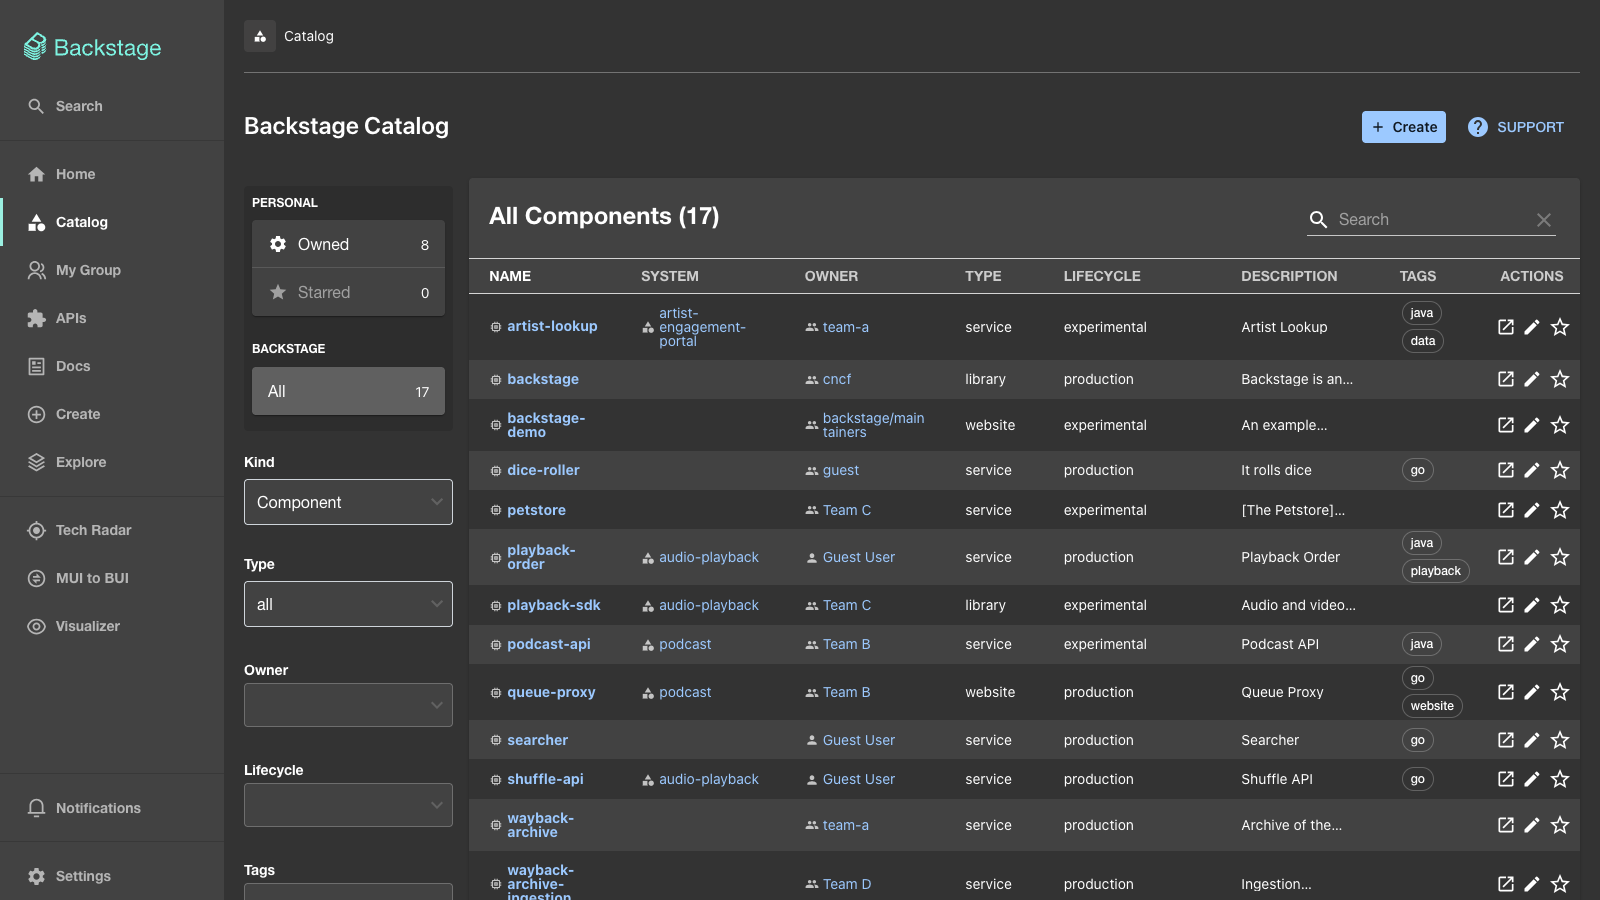 Backstage
Search
Home
Catalog
My Group
APIs
Docs
Create
Explore
Tech Radar
MUI to BUI
Visualizer
Notifications
Settings
Catalog
Backstage Catalog
+ Create
? SUPPORT
PERSONAL
Owned 8
Starred 0
BACKSTAGE
All 17
Kind
Component
Type
all
Owner
Lifecycle
Tags
All Components (17)
Search
NAME SYSTEM OWNER TYPE LIFECYCLE DESCRIPTION TAGS ACTIONS
artist-lookup artist-engagement-portal team-a service experimental Artist Lookup java data
backstage cncf library production Backstage is an...
backstage-demo backstage/maintainers website experimental An example...
dice-roller guest service production It rolls dice go
petstore Team C service experimental [The Petstore]...
playback-order audio-playback Guest User service production Playback Order java playback
playback-sdk audio-playback Team C library experimental Audio and video...
podcast-api podcast Team B service experimental Podcast API java
queue-proxy podcast Team B website production Queue Proxy go website
searcher Guest User service production Searcher go
shuffle-api audio-playback Guest User service production Shuffle API go
wayback-archive team-a service production Archive of the...
wayback-archive-ingestion Team D service production Ingestion...